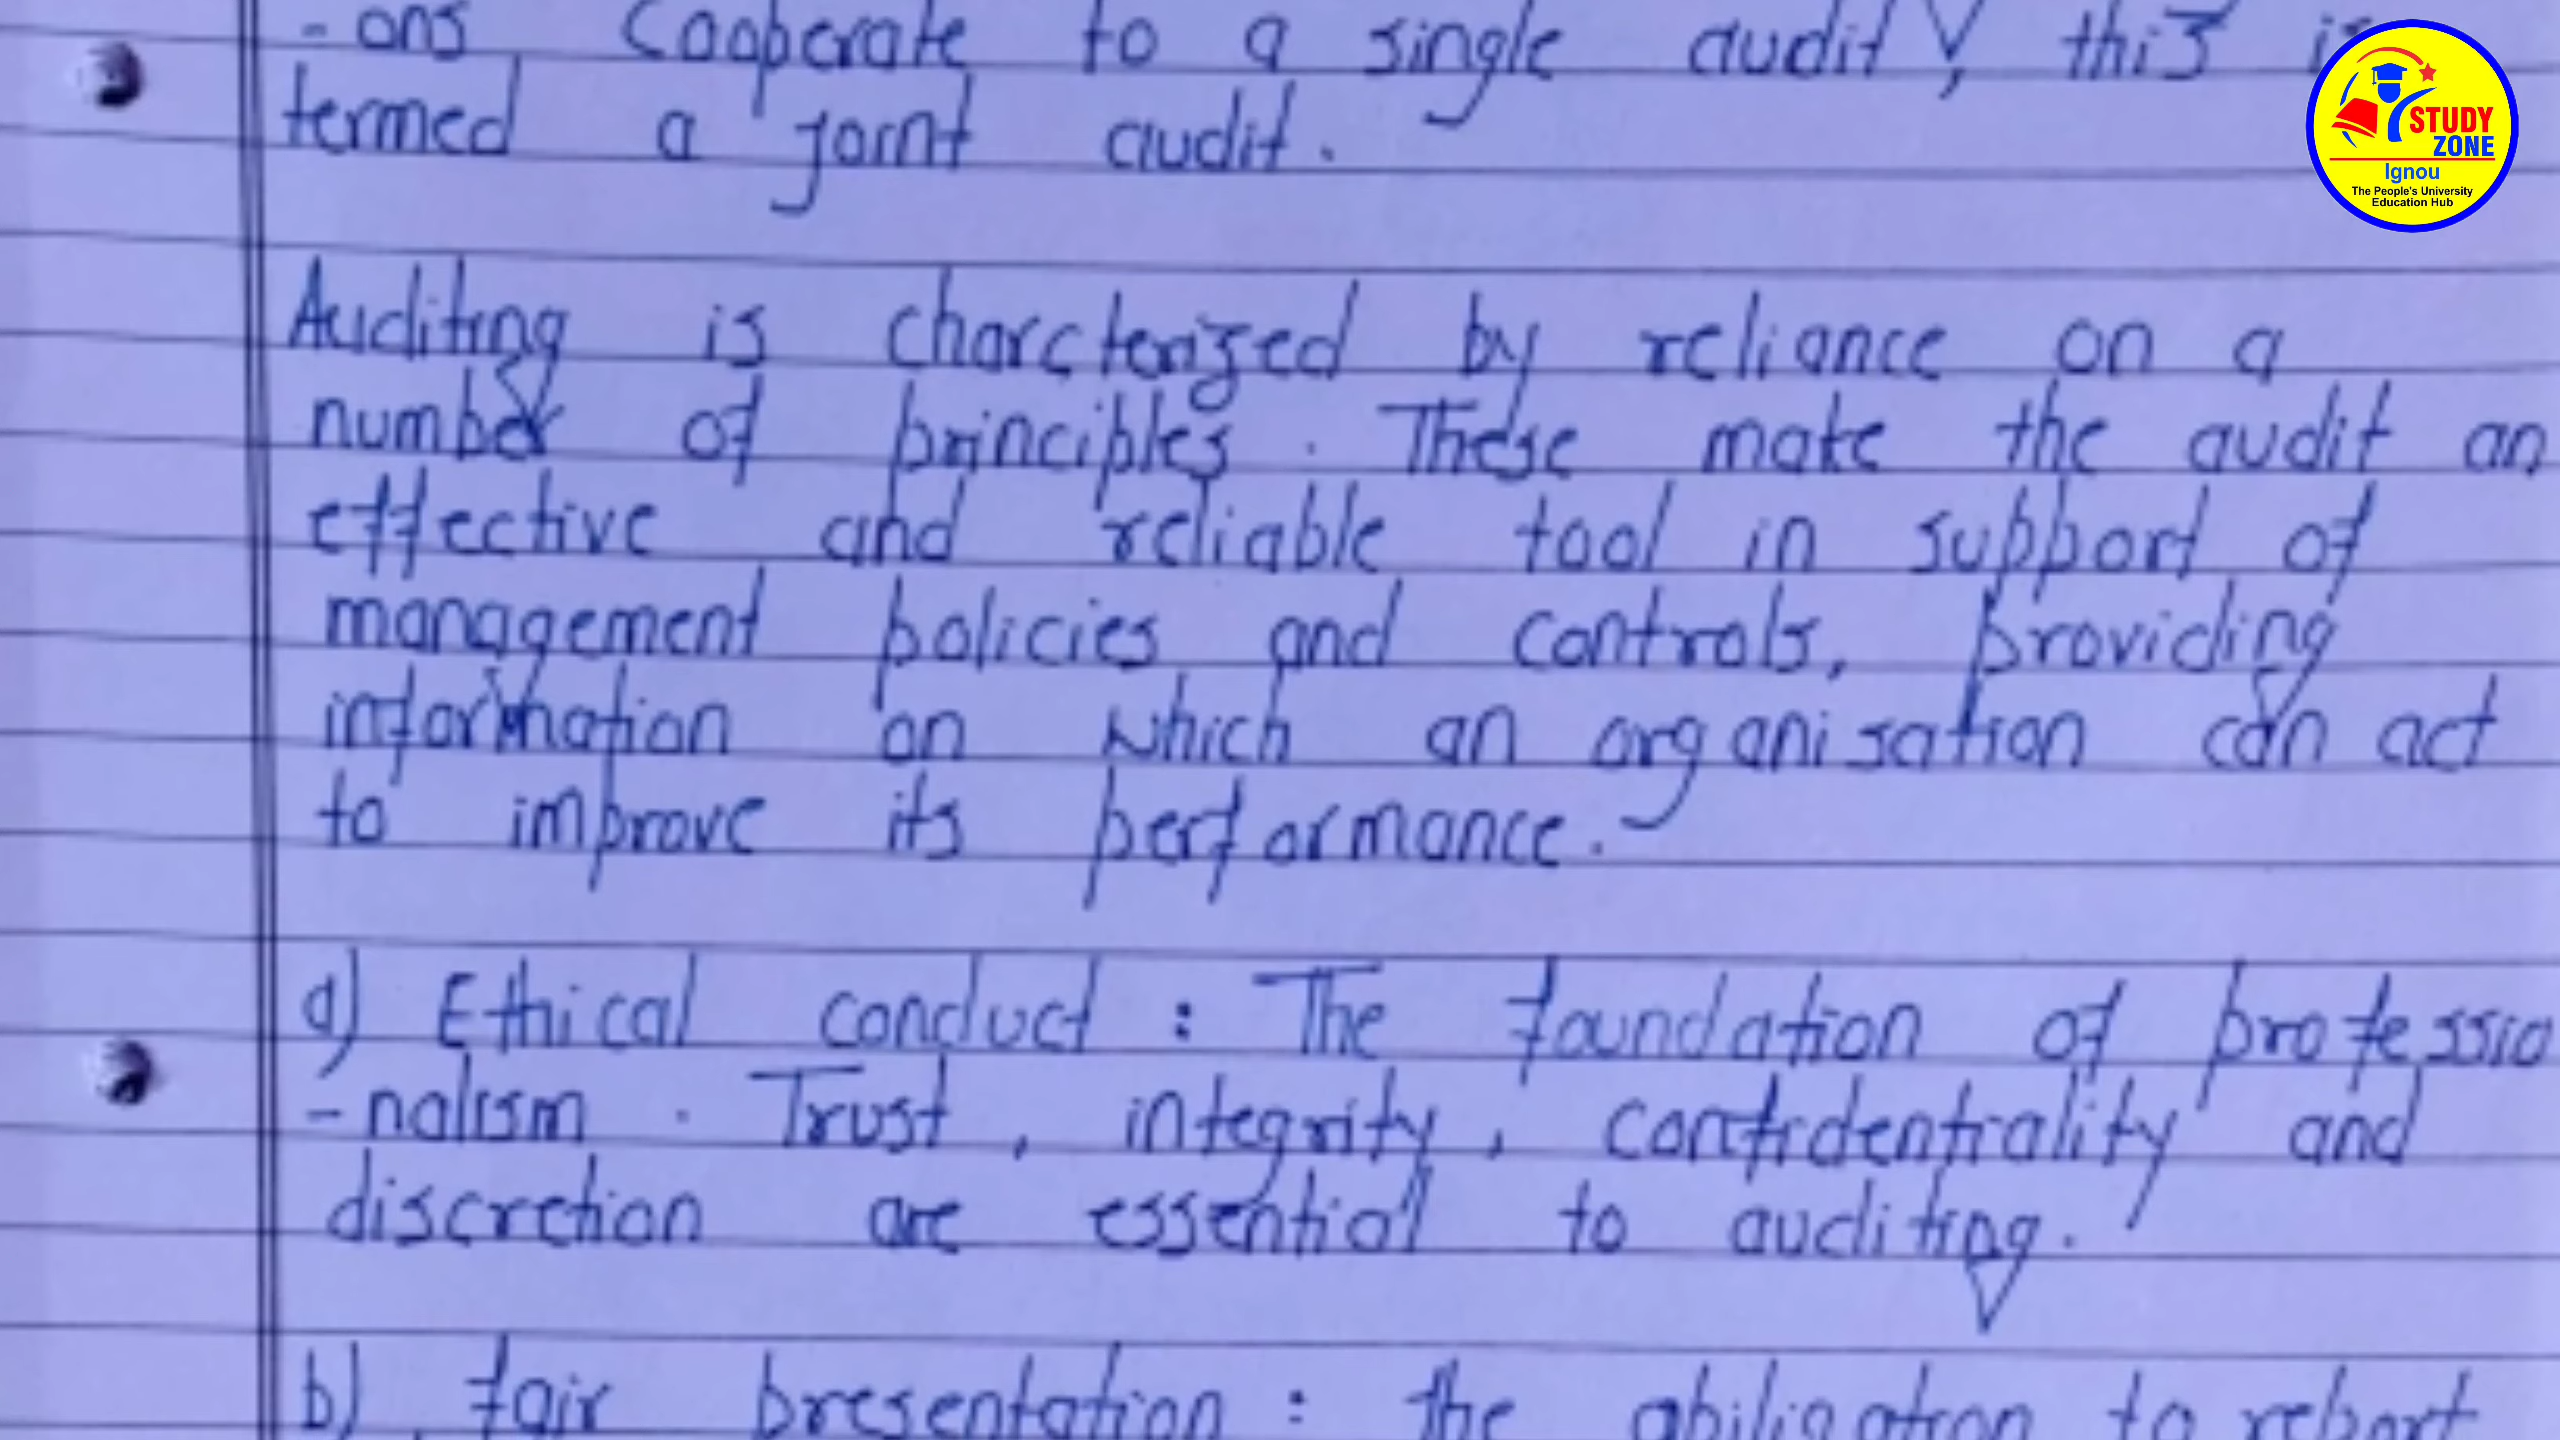 - ons Cooperate to a single audit, this is
termed a joint audit.
Auditing is charcterized by reliance on a
number of principles. These make the audit an
effective and reliable tool in support of
management policies and controls, providing
information on which an organisation can act
to improve its performance.
a) Ethical conduct : The foundation of professio
- nalism. Trust, integrity, confidentiality and
discretion are essential to auditing.
b) fair presentation : the obiligation to report
STUDY
ZONE
Ignou
The People's University
Education Hub